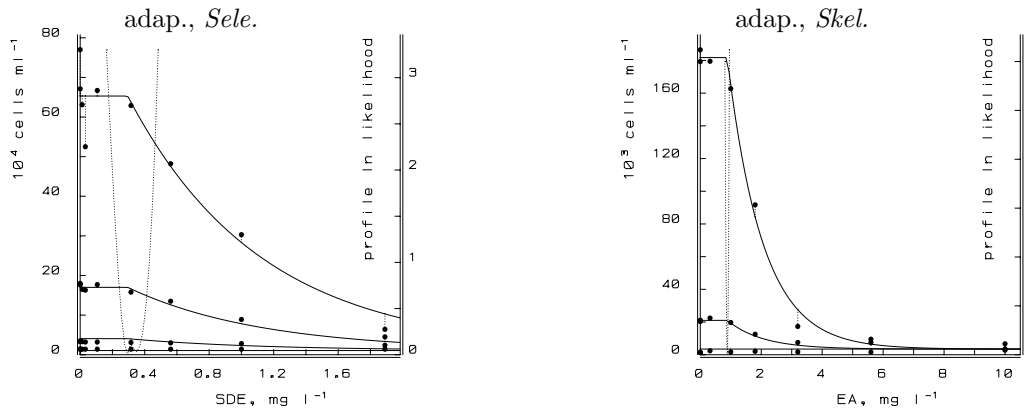 adap., Sele.
80
60
40
20
0
10⁴ cells ml⁻¹
3
2
1
0
profile ln likelihood
0 0.4 0.8 1.2 1.6
SDE, mg l⁻¹
adap., Skel.
160
120
80
40
0
10³ cells ml⁻¹
profile ln likelihood
0 2 4 6 8 10
EA, mg l⁻¹